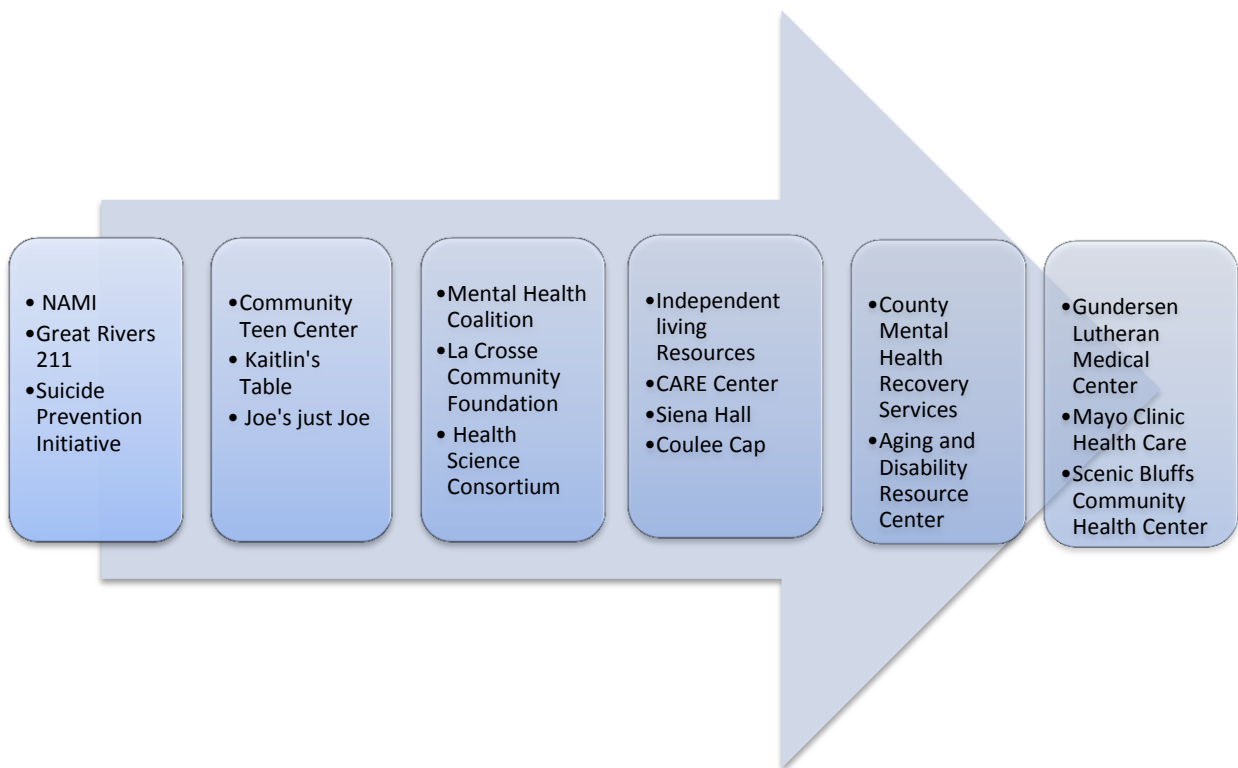 • NAMI
•Great Rivers
211
•Suicide
Prevention
Initiative
•Community
Teen Center
• Kaitlin's
Table
• Joe's just Joe
•Mental Health
Coalition
•La Crosse
Community
Foundation
• Health
Science
Consortium
•Independent
living
Resources
•CARE Center
•Siena Hall
•Coulee Cap
•County
Mental
Health
Recovery
Services
•Aging and
Disability
Resource
Center
•Gundersen
Lutheran
Medical
Center
•Mayo Clinic
Health Care
•Scenic Bluffs
Community
Health Center